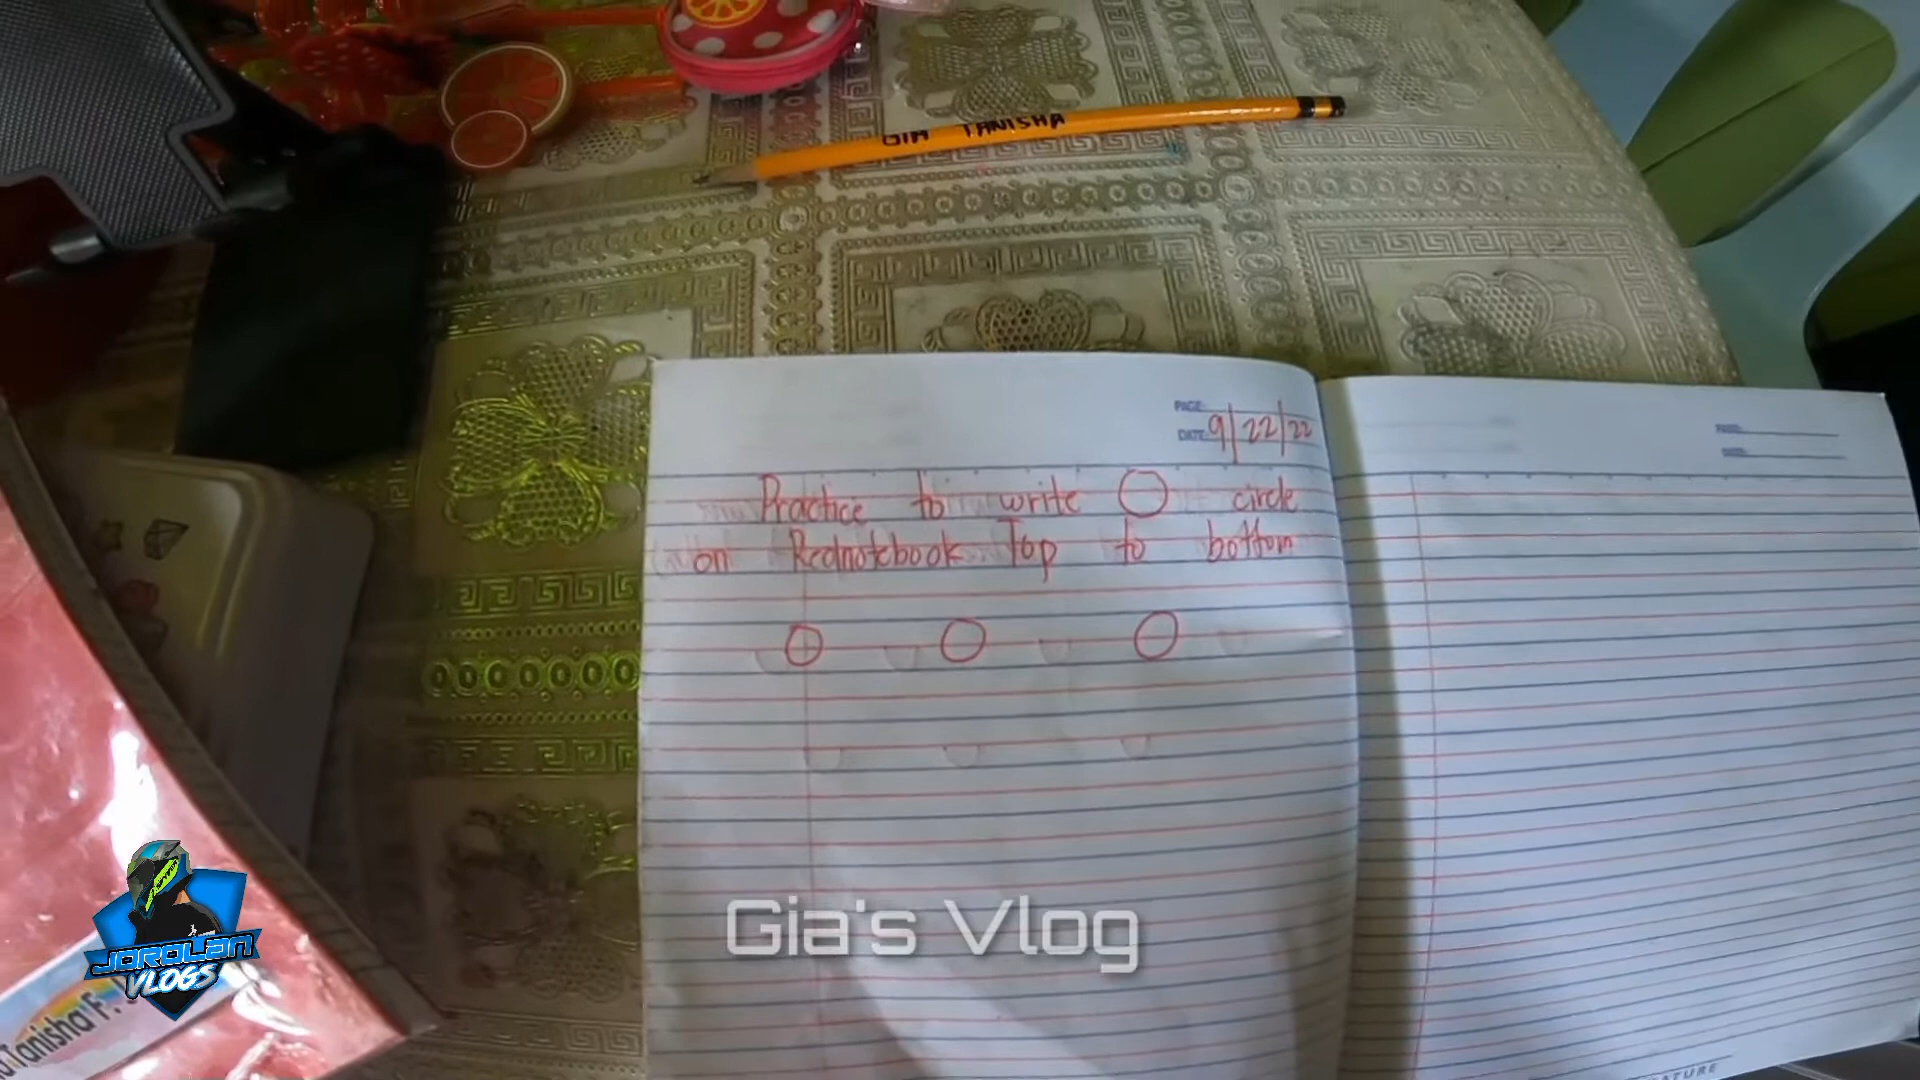 GIA TANISHA
PAGE:
DATE: 9/22/22
Practice to write circle
on Rednotebook Top to bottom
PAGE:
DATE:
Gia's Vlog
JOROLAN
VLOGS
Tanisha F.